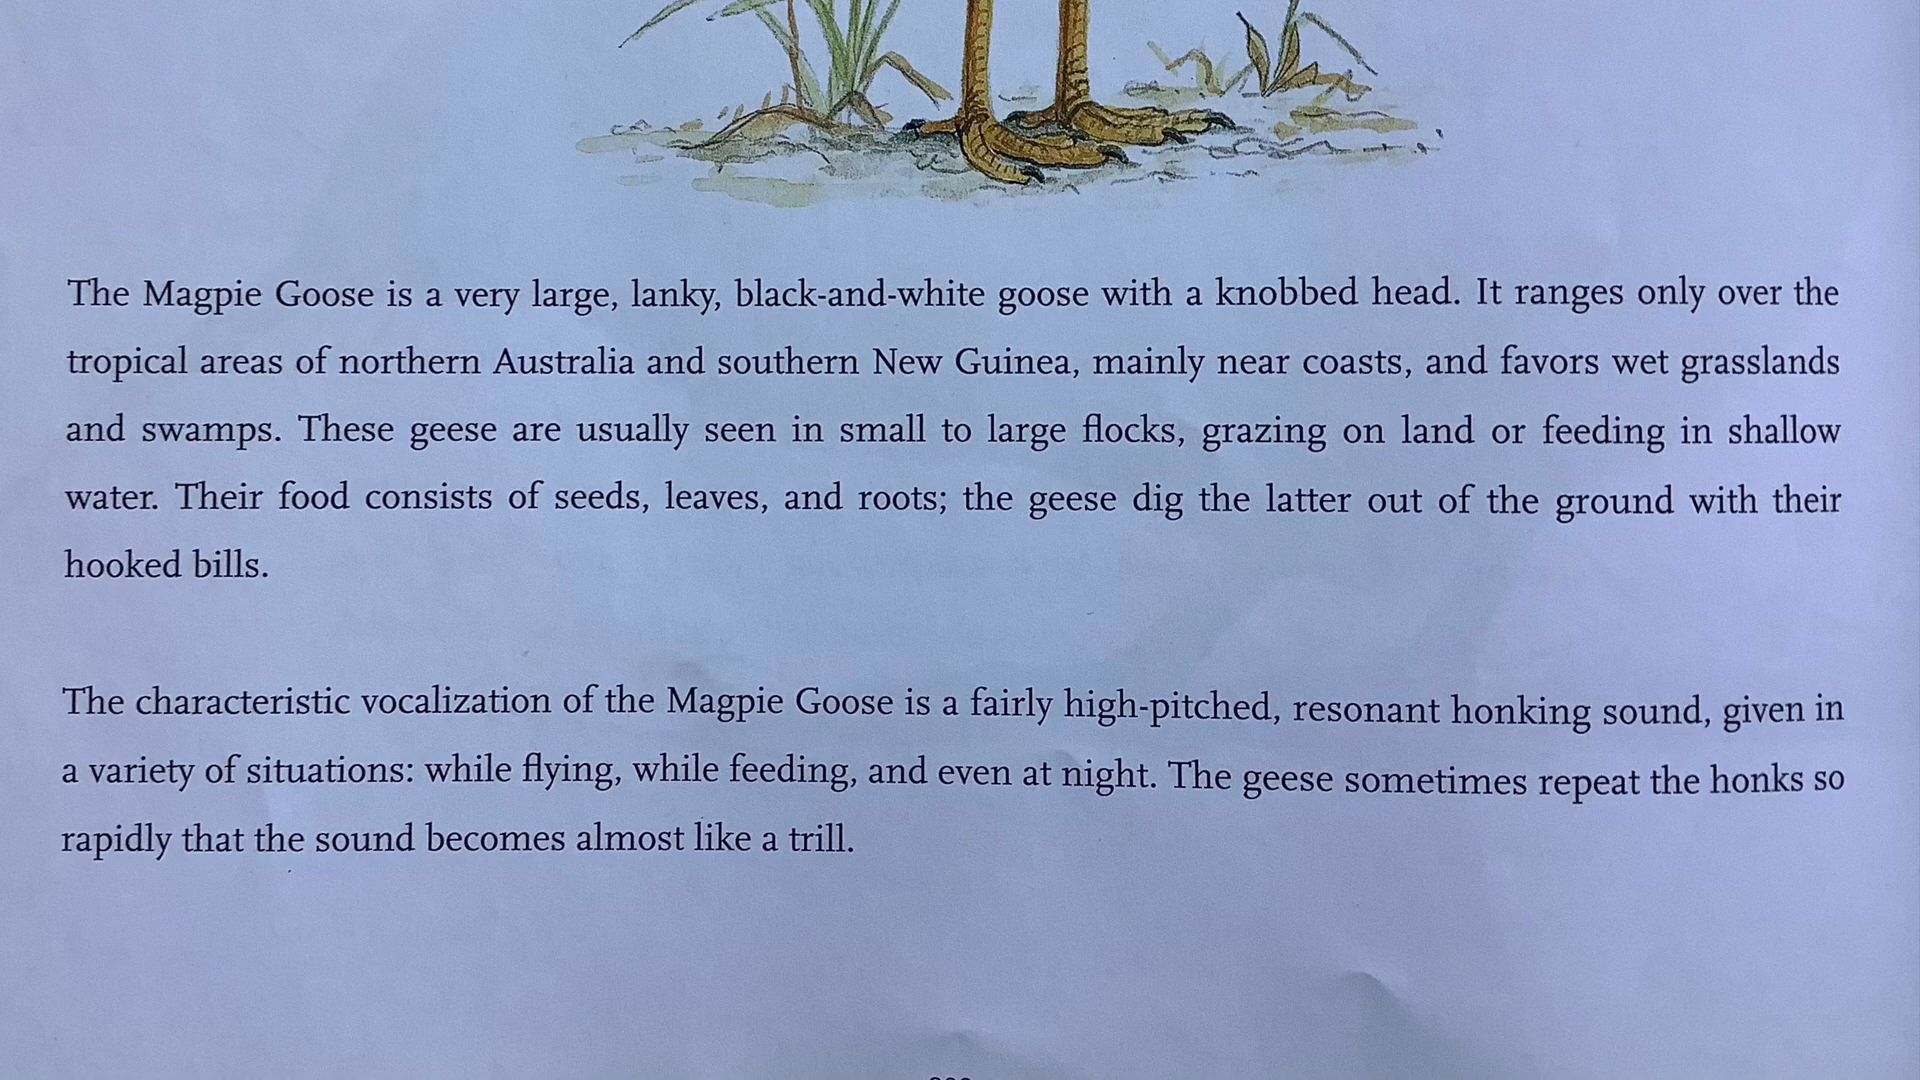 The Magpie Goose is a very large, lanky, black-and-white goose with a knobbed head. It ranges only over the
tropical areas of northern Australia and southern New Guinea, mainly near coasts, and favors wet grasslands
and swamps. These geese are usually seen in small to large flocks, grazing on land or feeding in shallow
water. Their food consists of seeds, leaves, and roots; the geese dig the latter out of the ground with their
hooked bills.
The characteristic vocalization of the Magpie Goose is a fairly high-pitched, resonant honking sound, given in
a variety of situations: while flying, while feeding, and even at night. The geese sometimes repeat the honks so
rapidly that the sound becomes almost like a trill.